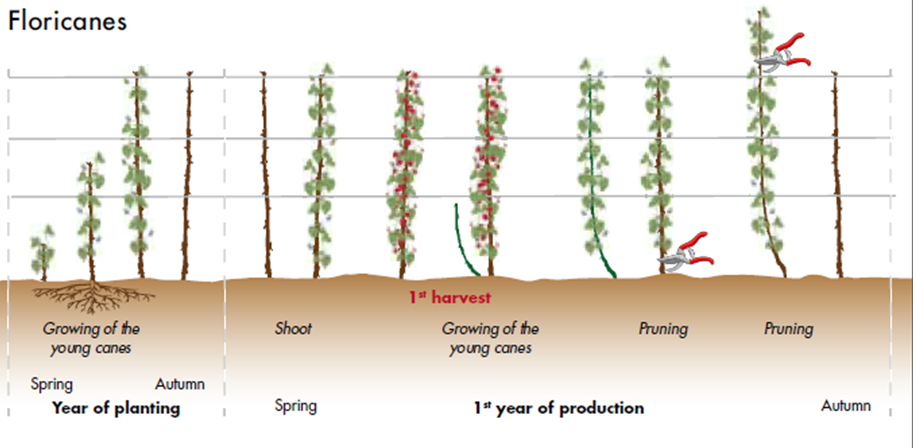 Floricanes
1st harvest
Growing of the
young canes
Shoot
Growing of the
young canes
Pruning
Pruning
Spring
Autumn
Year of planting
Spring
1st year of production
Autumn